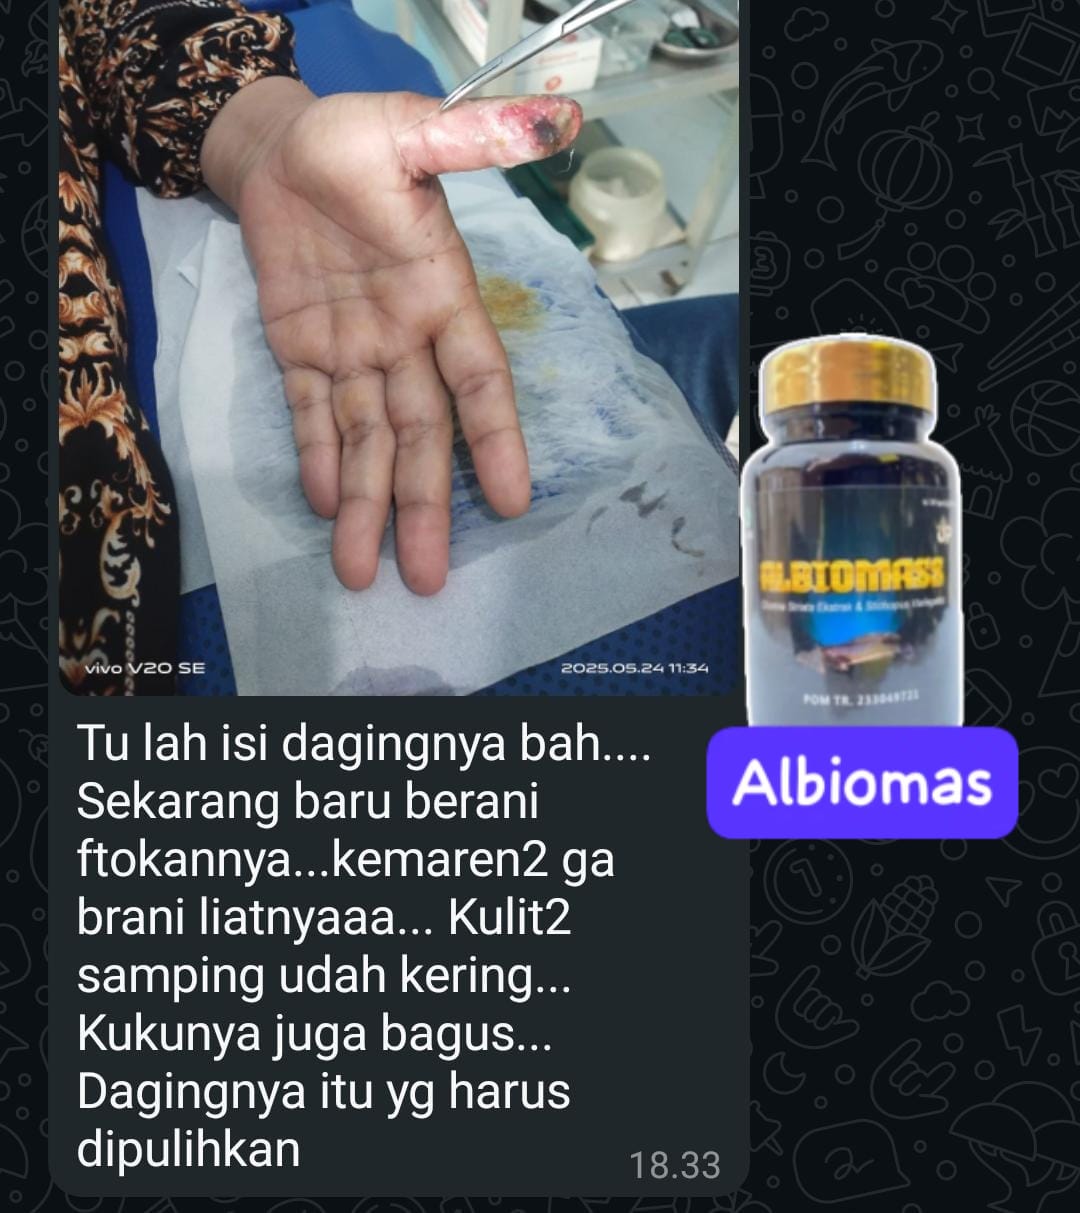 vivo V20 SE
2025.05.24 11:34
ALBIOMASS
Ekstrak &
POM TR. 233049721
Albiomas
Tu lah isi dagingnya bah....
Sekarang baru berani
ftokannya...kemaren2 ga
brani liatnyaaa... Kulit2
samping udah kering...
Kukunya juga bagus...
Dagingnya itu yg harus
dipulihkan
18.33